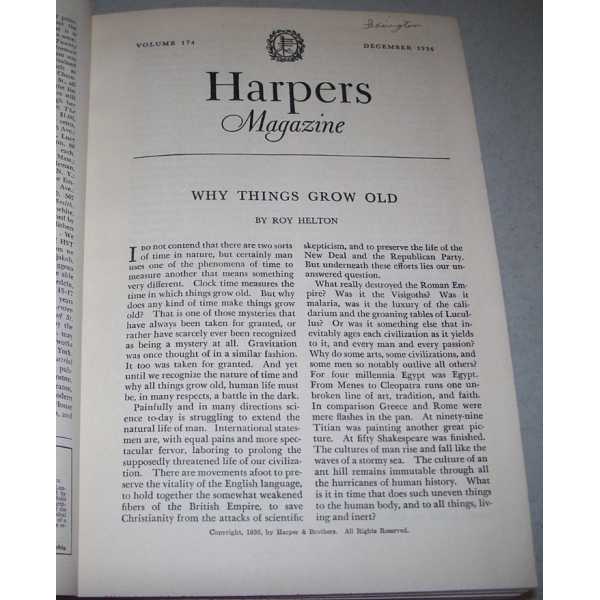 VOLUME 174
DECEMBER 1936
Harpers
Magazine
WHY THINGS GROW OLD
BY ROY HELTON
I DO not contend that there are two sorts
of time in nature, but certainly man
uses one of the phenomena of time to
measure another that means something
very different. Clock time measures the
time in which things grow old. But why
does any kind of time make things grow
old? That is one of those mysteries that
have always been taken for granted, or
rather have scarcely ever been recognized
as being a mystery at all. Gravitation
was once thought of in a similar fashion.
It too was taken for granted. And yet
until we recognize the nature of time and
why all things grow old, human life must
be, in many respects, a battle in the dark.
Painfully and in many directions sci-
ence to-day is struggling to extend the
natural life of man. International states-
men are, with equal pains and more spec-
tacular fervor, laboring to prolong the
supposedly threatened life of our civiliza-
tion. There are movements afoot to pre-
serve the vitality of the English language,
to hold together the somewhat weakened
fibers of the British Empire, to save
Christianity from the attacks of scientific
skepticism, and to preserve the life of the
New Deal and the Republican Party.
But underneath these efforts lies our un-
answered question.
What really destroyed the Roman Em-
pire? Was it the Visigoths? Was it
malaria, was it the luxury of the cali-
darium and the groaning tables of Lucul-
lus? Or was it something else that in-
evitably ages each civilization as it yields
to it, and every man and every passion?
Why do some arts, some civilizations, and
some men so notably outlive all others?
For four millennia Egypt was Egypt.
From Menes to Cleopatra runs one un-
broken line of art, tradition, and faith.
In comparison Greece and Rome were
mere flashes in the pan. At ninety-nine
Titian was painting another great pic-
ture. At fifty Shakespeare was finished.
The cultures of man rise and fall like the
waves of a stormy sea. The culture of an
ant hill remains immutable through all
the hurricanes of human history. What
is it in time that does such uneven things
to the human body, and to all things, liv-
ing and inert?
Copyright, 1936, by Harper & Brothers. All Rights Reserved.